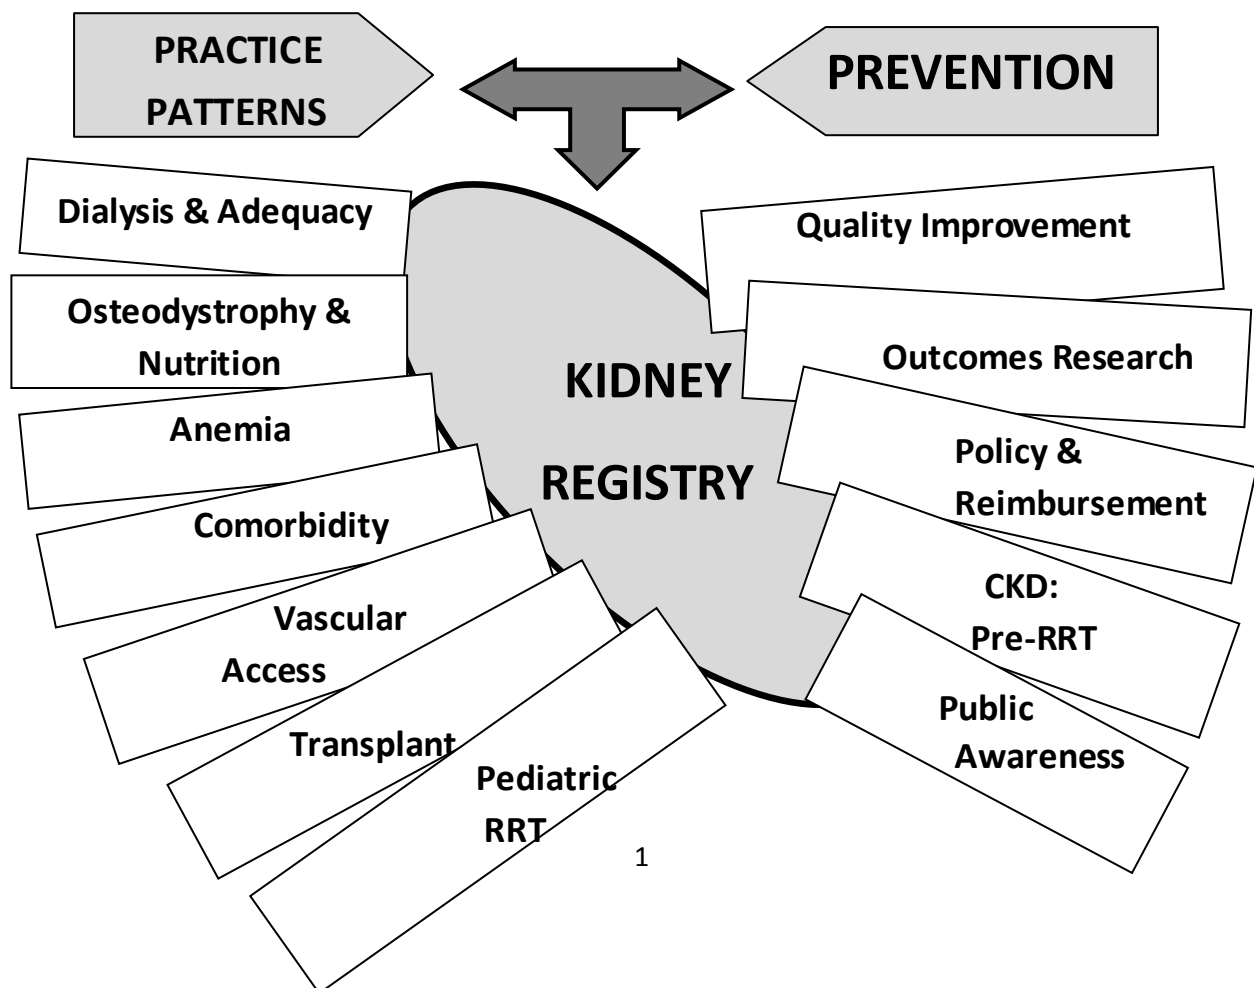 PRACTICE
PATTERNS
PREVENTION
Dialysis & Adequacy
Osteodystrophy &
Nutrition
Anemia
Comorbidity
Vascular
Access
Transplant
Pediatric
RRT
KIDNEY
REGISTRY
Quality Improvement
Outcomes Research
Policy &
Reimbursement
CKD:
Pre-RRT
Public
Awareness
1